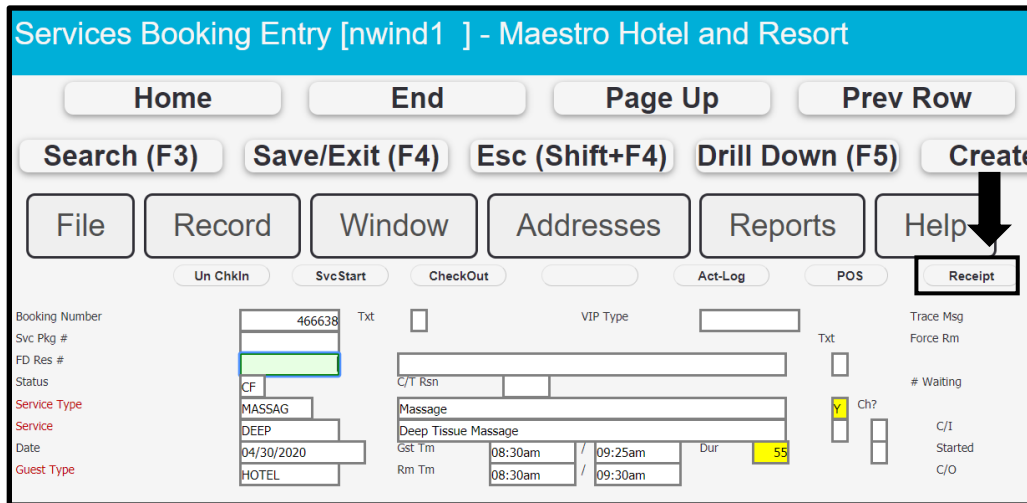 Services Booking Entry [nwind1 ] - Maestro Hotel and Resort
Home End Page Up Prev Row
Search (F3) Save/Exit (F4) Esc (Shift+F4) Drill Down (F5) Create
File Record Window Addresses Reports Help
Un ChkIn SvcStart CheckOut Act-Log POS Receipt
Booking Number 466638 Txt VIP Type Trace Msg
Svc Pkg # Txt Force Rm
FD Res #
Status CF C/T Rsn # Waiting
Service Type MASSAG Massage Y Ch?
Service DEEP Deep Tissue Massage C/I
Date 04/30/2020 Gst Tm 08:30am / 09:25am Dur 55 Started
Guest Type HOTEL Rm Tm 08:30am / 09:30am C/O